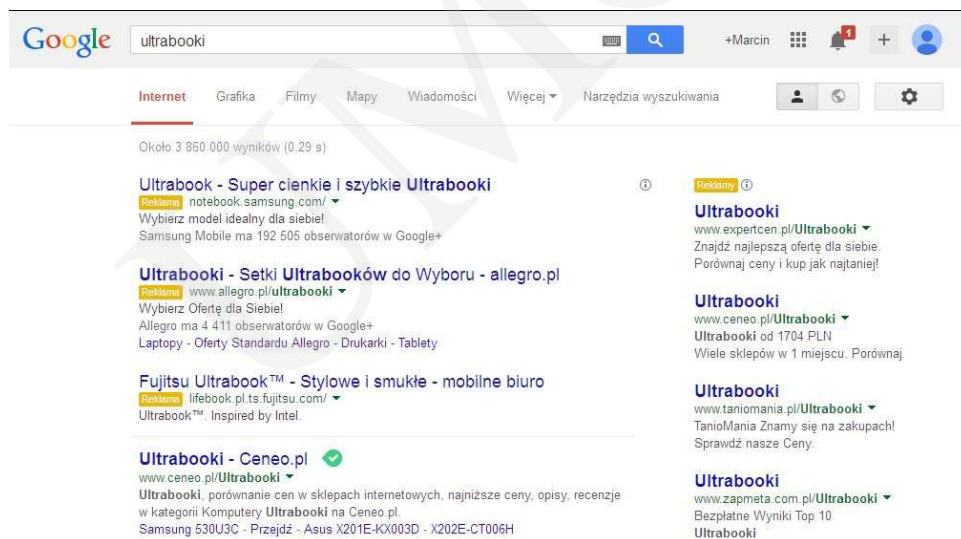 Google
ultrabooki
+Marcin
1
+
Internet Grafika Filmy Mapy Wiadomości Więcej Narzędzia wyszukiwania
Około 3 860 000 wyników (0,29 s)
Ultrabook - Super cienkie i szybkie Ultrabooki
Reklama notebook.samsung.com/
Wybierz model idealny dla siebie!
Samsung Mobile ma 192 505 obserwatorów w Google+
Ultrabooki - Setki Ultrabooków do Wyboru - allegro.pl
Reklama www.allegro.pl/ultrabooki
Wybierz Ofertę dla Siebie!
Allegro ma 4 411 obserwatorów w Google+
Laptopy - Oferty Standardu Allegro - Drukarki - Tablety
Fujitsu Ultrabook™ - Stylowe i smukłe - mobilne biuro
Reklama lifebook.pl.ts.fujitsu.com/
Ultrabook™. Inspired by Intel.
Ultrabooki - Ceneo.pl
www.ceneo.pl/Ultrabooki
Ultrabooki, porównanie cen w sklepach internetowych, najniższe ceny, opisy, recenzje
w kategorii Komputery Ultrabooki na Ceneo.pl.
Samsung 530U3C - Przejdź - Asus X201E-KX003D - X202E-CT006H
Reklamy
Ultrabooki
www.expertcen.pl/Ultrabooki
Znajdź najlepszą ofertę dla siebie.
Porównaj ceny i kup jak najtaniej!
Ultrabooki
www.ceneo.pl/Ultrabooki
Ultrabooki od 1704 PLN
Wiele sklepów w 1 miejscu. Porównaj
Ultrabooki
www.taniomania.pl/Ultrabooki
TanioMania Znamy się na zakupach!
Sprawdź nasze Ceny.
Ultrabooki
www.zapmeta.com.pl/Ultrabooki
Bezpłatne Wyniki Top 10
Ultrabooki